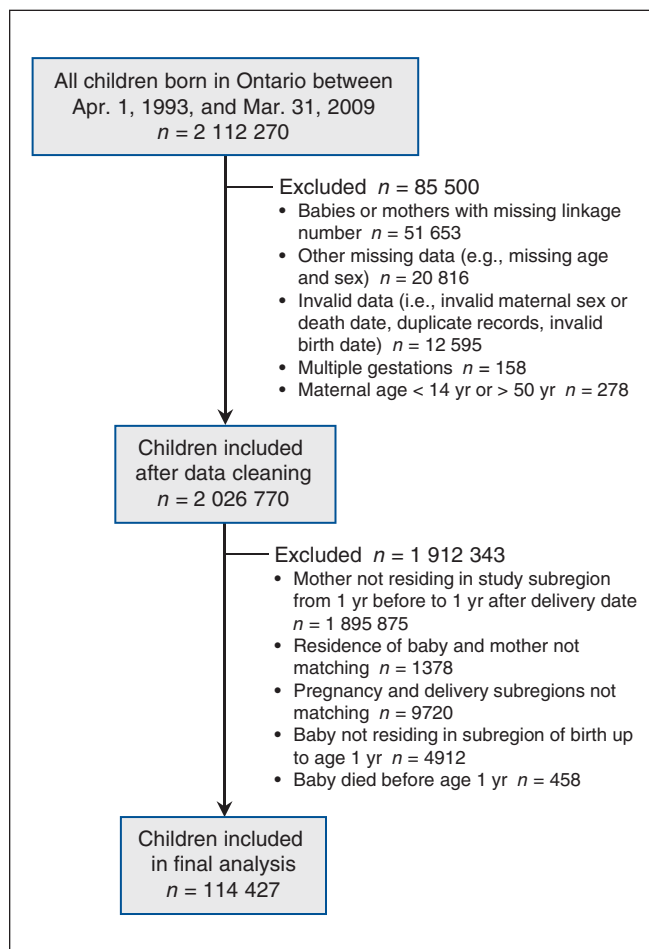 All children born in Ontario between
Apr. 1, 1993, and Mar. 31, 2009
n = 2 112 270
Excluded n = 85 500
• Babies or mothers with missing linkage
number n = 51 653
• Other missing data (e.g., missing age
and sex) n = 20 816
• Invalid data (i.e., invalid maternal sex or
death date, duplicate records, invalid
birth date) n = 12 595
• Multiple gestations n = 158
• Maternal age < 14 yr or > 50 yr n = 278
Children included
after data cleaning
n = 2 026 770
Excluded n = 1 912 343
• Mother not residing in study subregion
from 1 yr before to 1 yr after delivery date
n = 1 895 875
• Residence of baby and mother not
matching n = 1378
• Pregnancy and delivery subregions not
matching n = 9720
• Baby not residing in subregion of birth up
to age 1 yr n = 4912
• Baby died before age 1 yr n = 458
Children included
in final analysis
n = 114 427